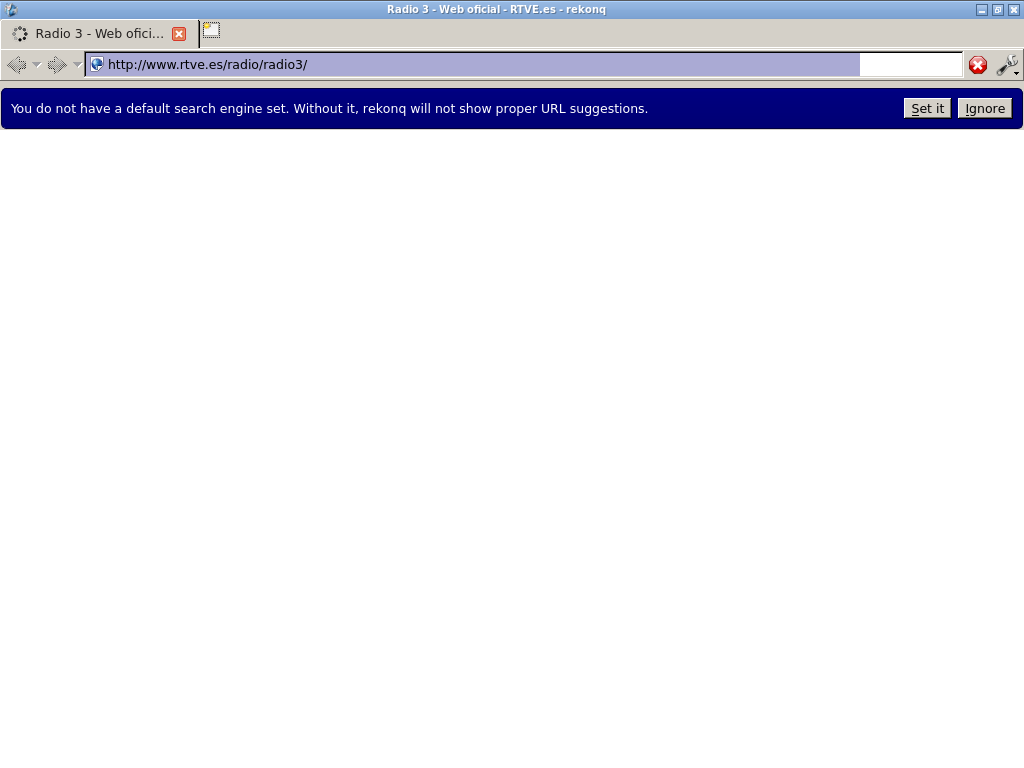 Radio 3 - Web oficial - RTVE.es - rekonq
Radio 3 - Web ofici...
http://www.rtve.es/radio/radio3/
You do not have a default search engine set. Without it, rekonq will not show proper URL suggestions.
Set it
Ignore